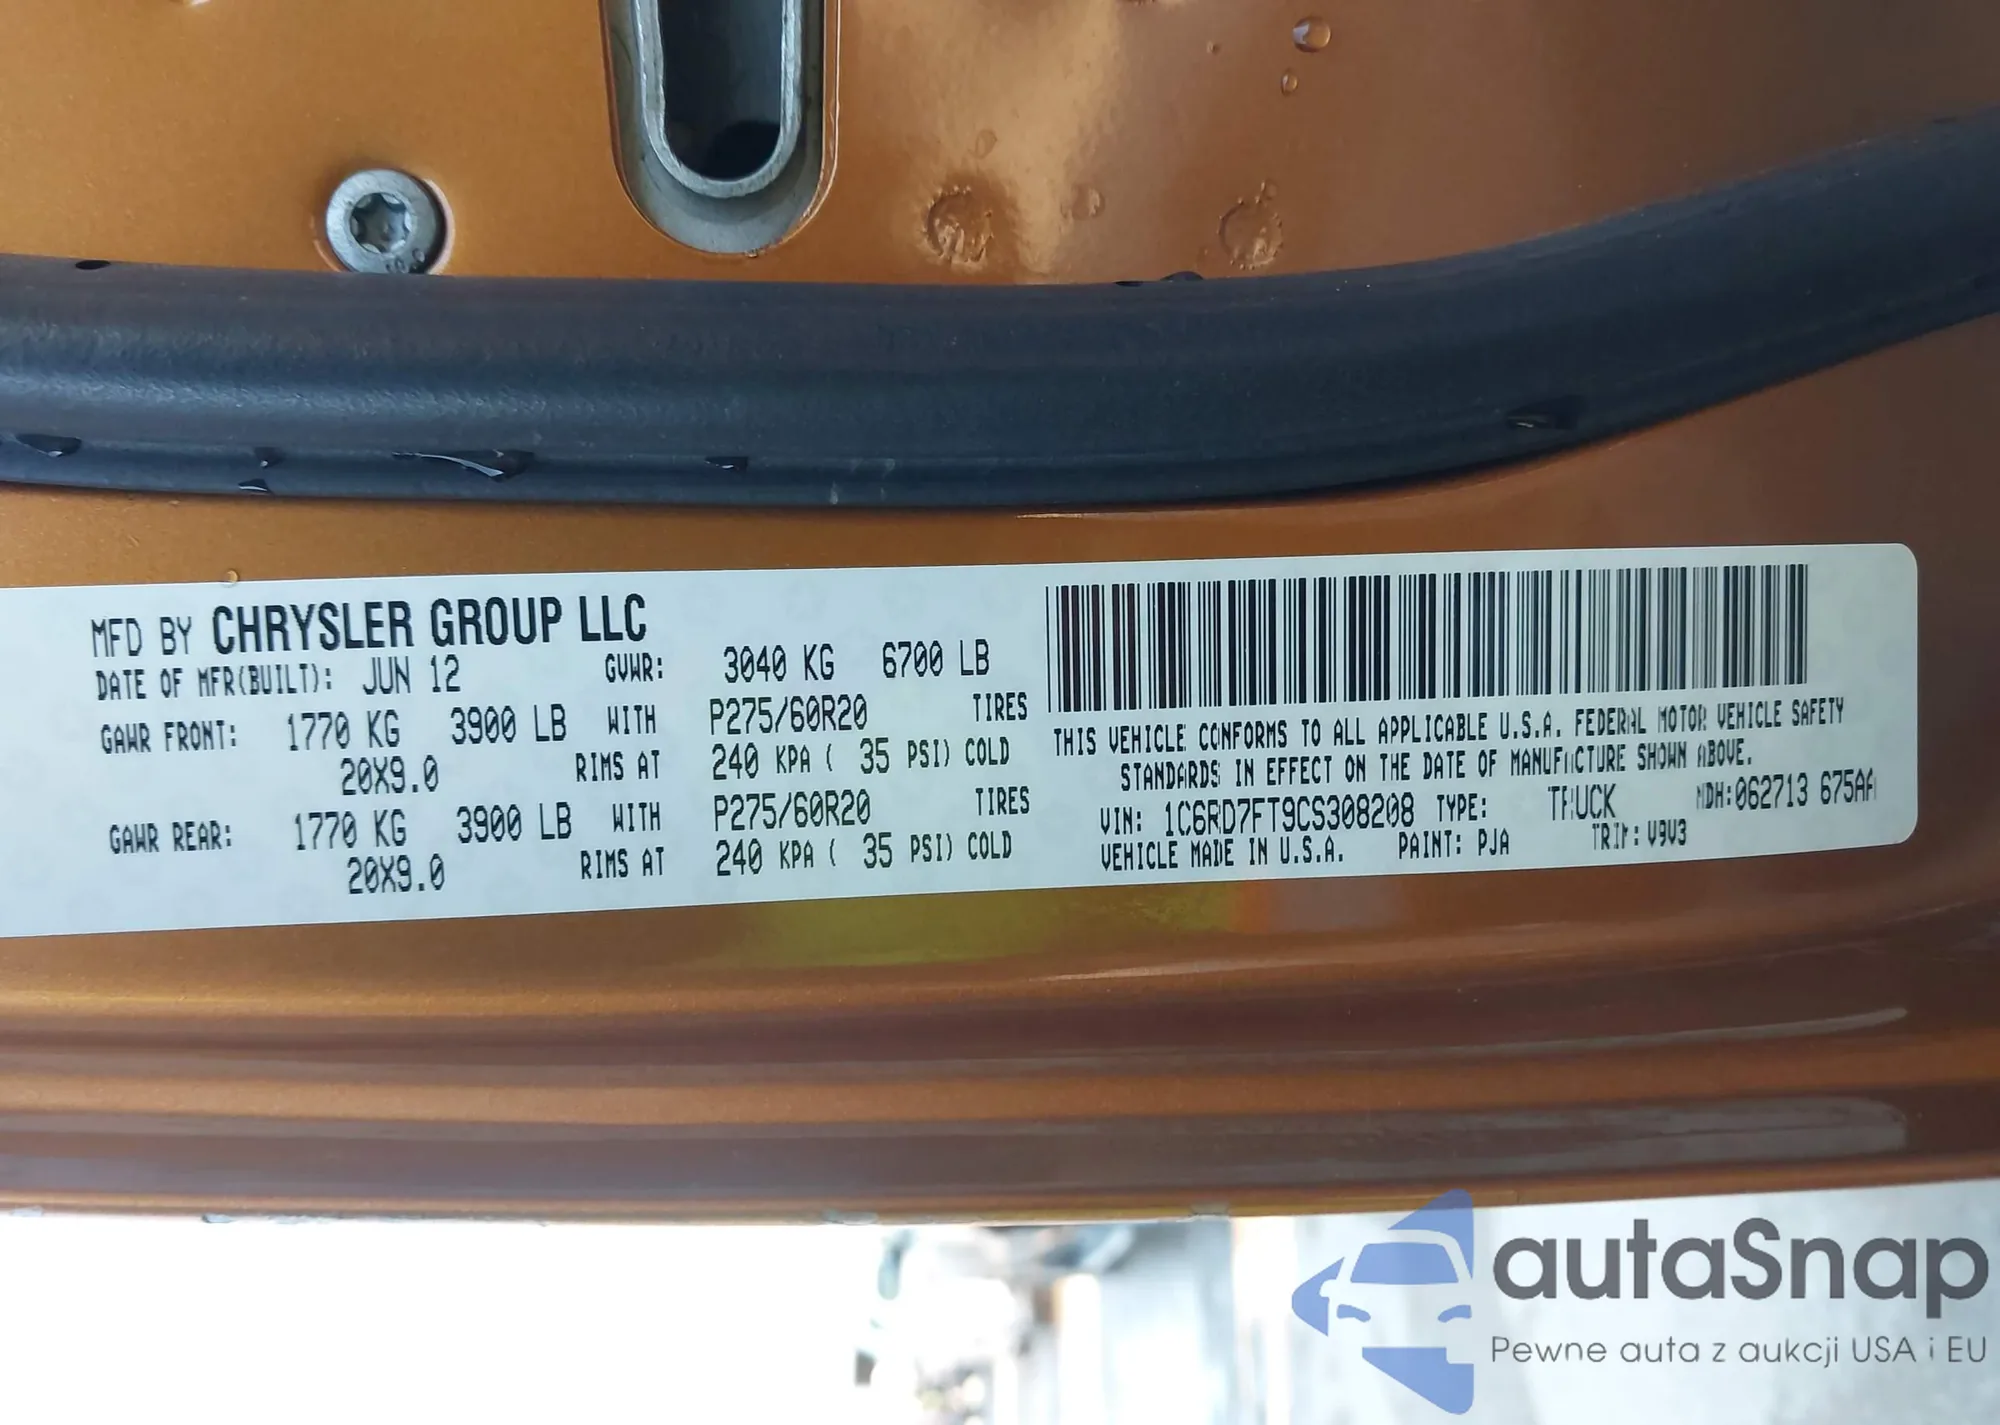 MFD BY CHRYSLER GROUP LLC
DATE OF MFR(BUILT): JUN 12 GVWR: 3040 KG 6700 LB
GAWR FRONT: 1770 KG 3900 LB WITH P275/60R20 TIRES
20X9.0 RIMS AT 240 KPA ( 35 PSI) COLD
GAWR REAR: 1770 KG 3900 LB WITH P275/60R20 TIRES
20X9.0 RIMS AT 240 KPA ( 35 PSI) COLD
THIS VEHICLE CONFORMS TO ALL APPLICABLE U.S.A. FEDERAL MOTOR VEHICLE SAFETY
STANDARDS IN EFFECT ON THE DATE OF MANUFACTURE SHOWN ABOVE.
VIN: 1C6RD7FT9CS308208 TYPE: TRUCK MDH:062713 675AA
VEHICLE MADE IN U.S.A. PAINT: PJA TRIM: V9V3
autaSnap
Pewne auta z aukcji USA i EU